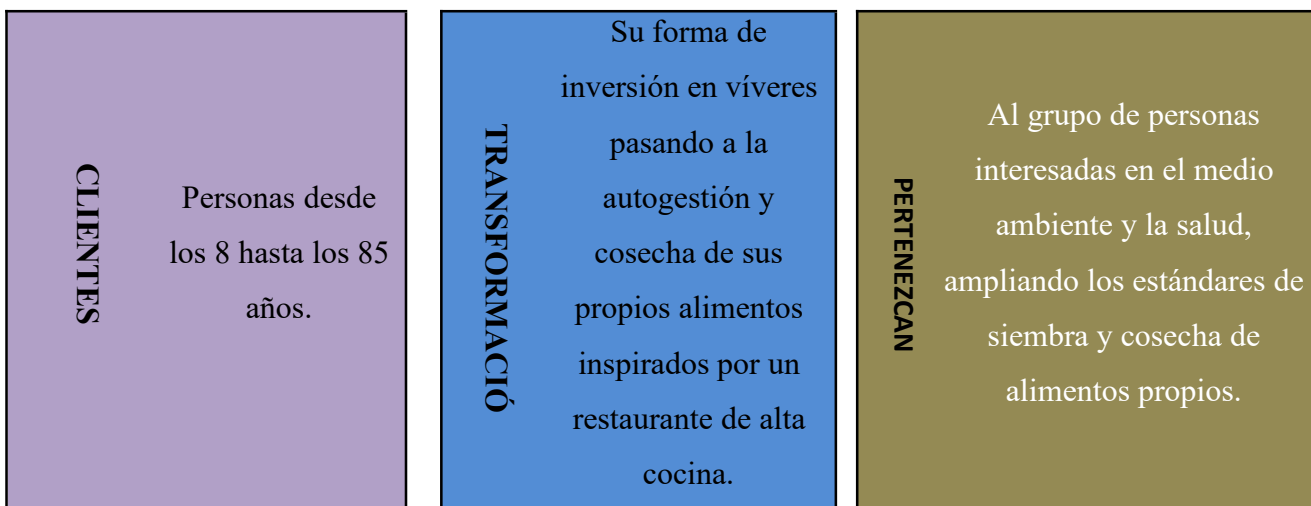 CLIENTES
Personas desde
los 8 hasta los 85
años.
TRANSFORMACIÓ
Su forma de
inversión en víveres
pasando a la
autogestión y
cosecha de sus
propios alimentos
inspirados por un
restaurante de alta
cocina.
PERTENEZCAN
Al grupo de personas
interesadas en el medio
ambiente y la salud,
ampliando los estándares de
siembra y cosecha de
alimentos propios.